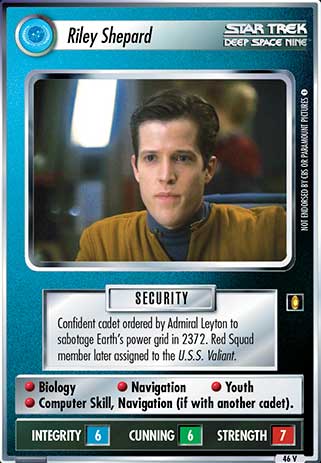 Riley Shepard
STAR TREK
DEEP SPACE NINE
NOT ENDORSED BY CBS OR PARAMOUNT PICTURES
SECURITY
Confident cadet ordered by Admiral Leyton to
sabotage Earth's power grid in 2372. Red Squad
member later assigned to the U.S.S. Valiant.
Biology Navigation Youth
Computer Skill, Navigation (if with another cadet).
INTEGRITY 6 CUNNING 6 STRENGTH 7
46 V